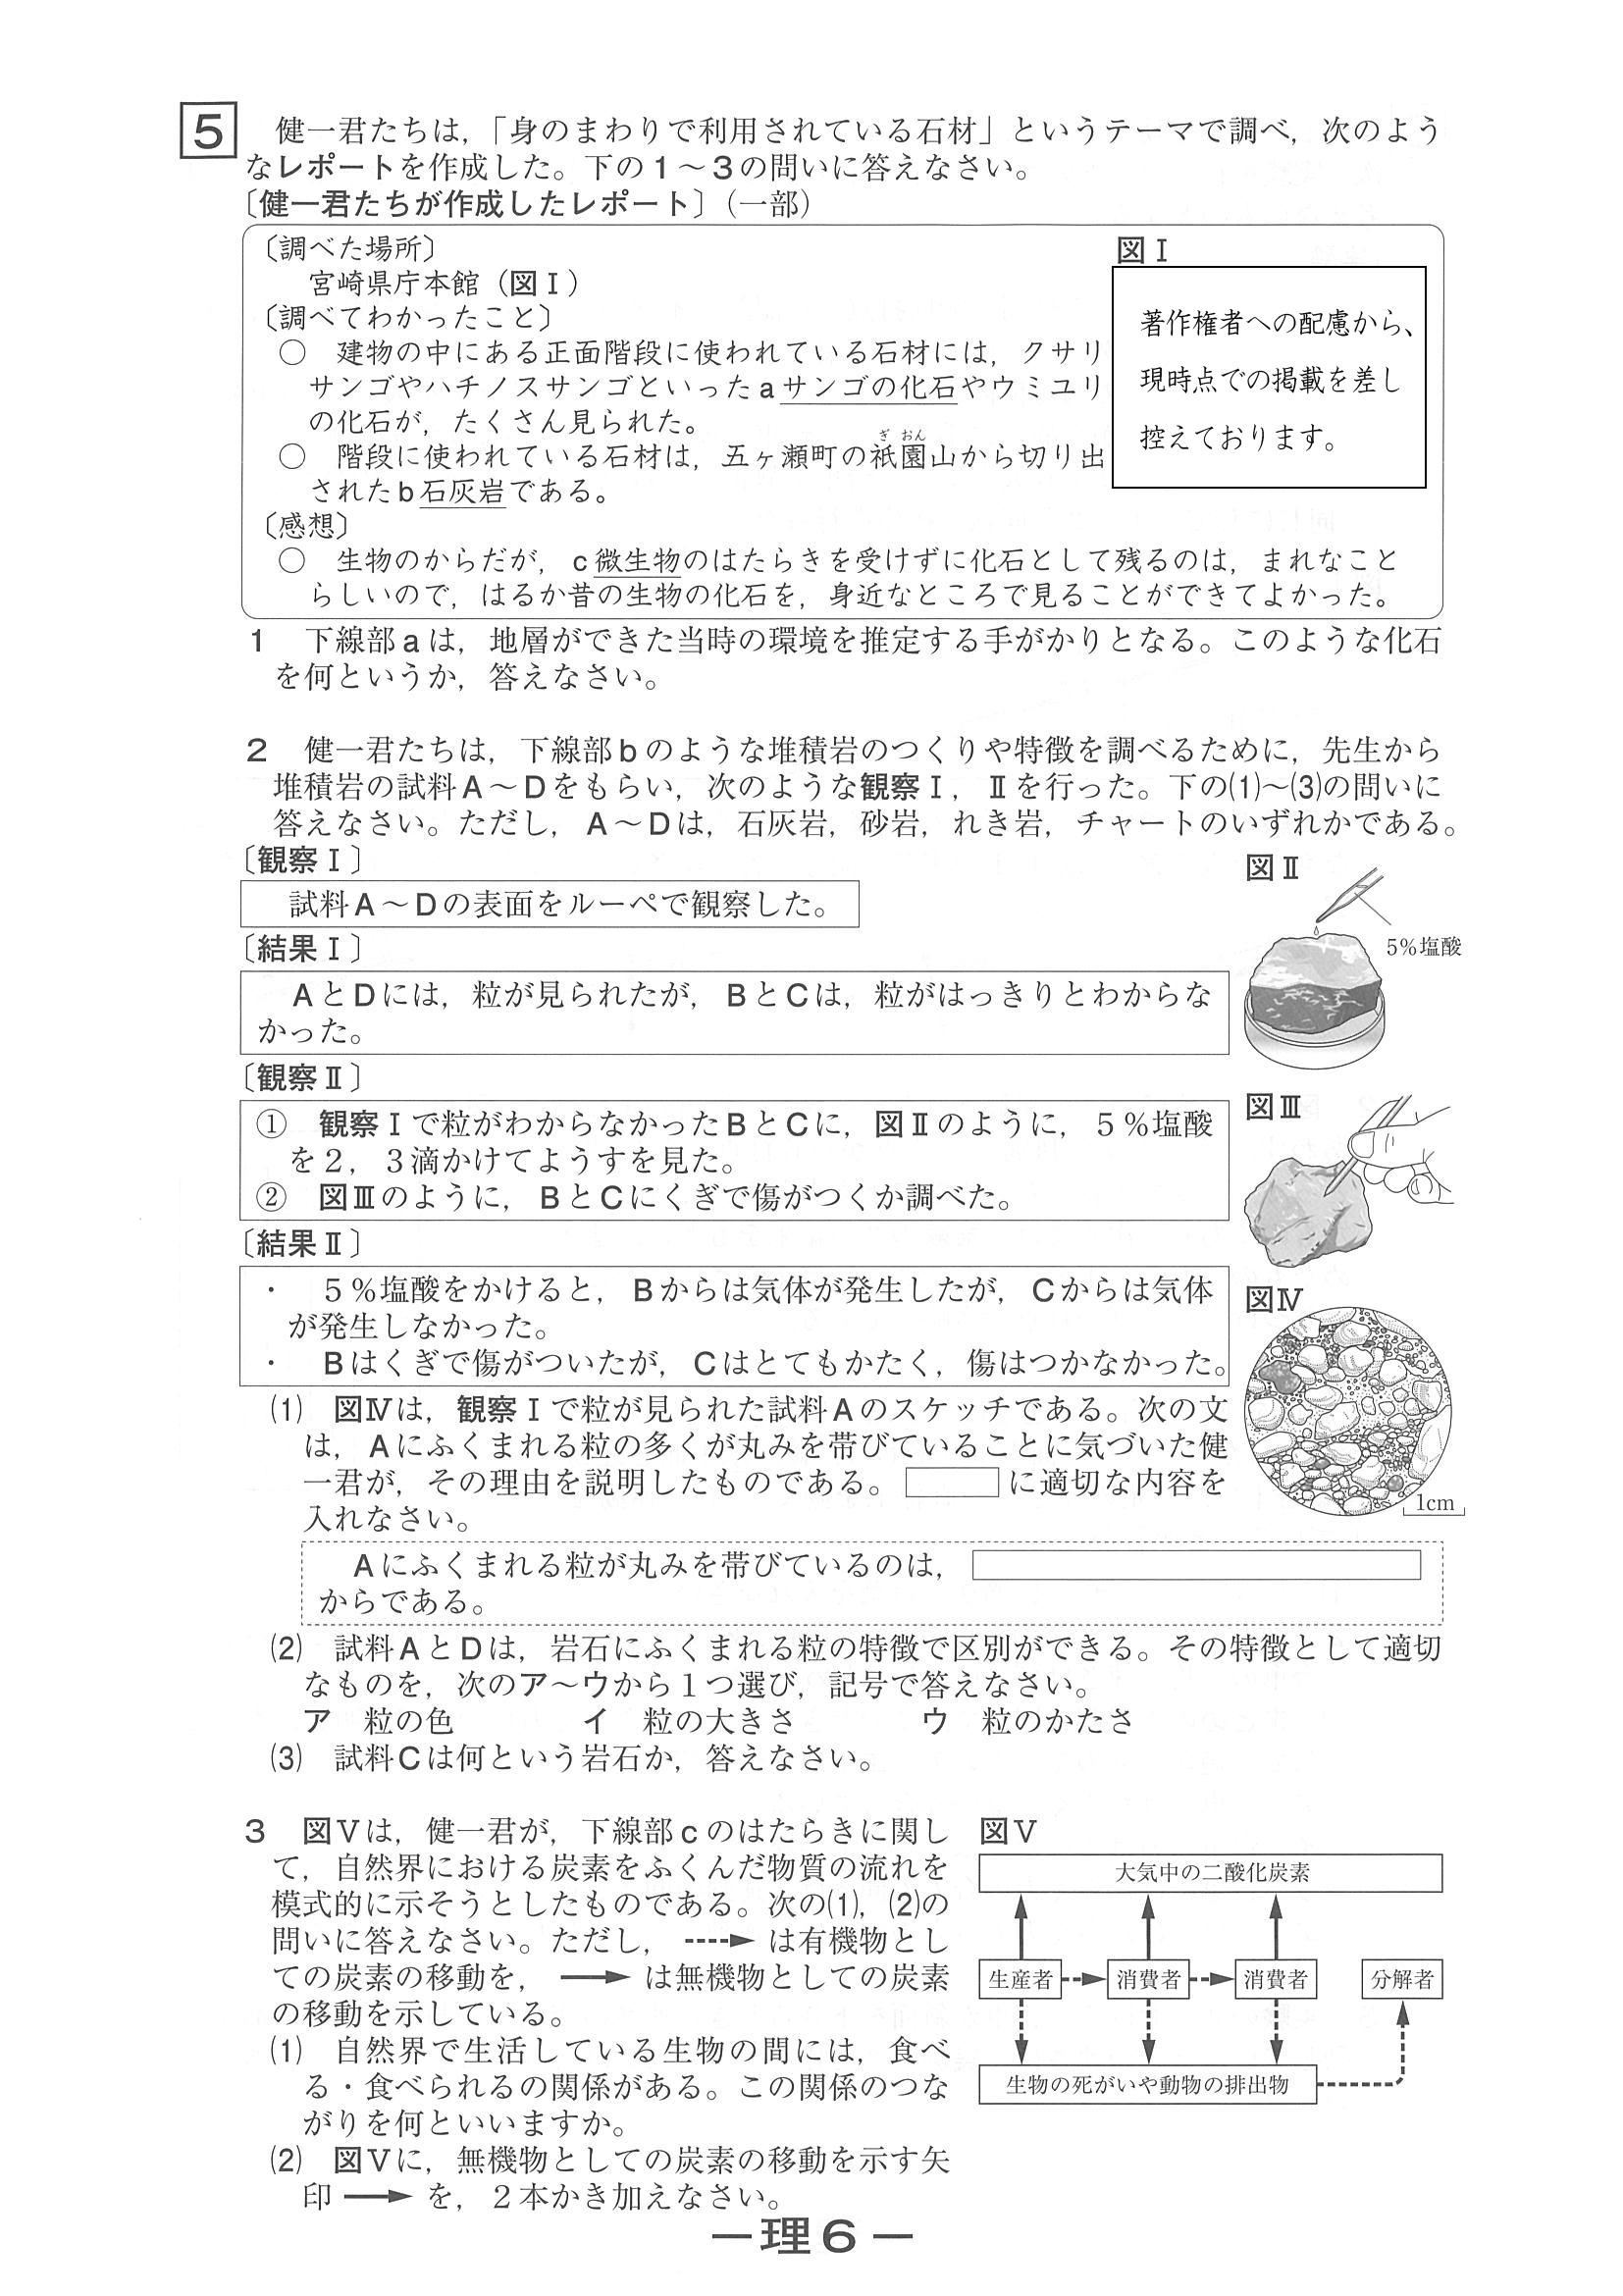 5　健一君たちは，「身のまわりで利用されている石材」というテーマで調べ，次のよう
なレポートを作成した。下の１～３の問いに答えなさい。
〔健一君たちが作成したレポート〕（一部）
〔調べた場所〕
宮崎県庁本館（図Ⅰ）
〔調べてわかったこと〕
○　建物の中にある正面階段に使われている石材には，クサリ
サンゴやハチノスサンゴといったaサンゴの化石やウミユリ
の化石が，たくさん見られた。
ぎ おん
○　階段に使われている石材は，五ヶ瀬町の祇園山から切り出
されたb石灰岩である。
〔感想〕
○　生物のからだが，c微生物のはたらきを受けずに化石として残るのは，まれなこと
らしいので，はるか昔の生物の化石を，身近なところで見ることができてよかった。
図Ⅰ
著作権者への配慮から、
現時点での掲載を差し
控えております。
１　下線部aは，地層ができた当時の環境を推定する手がかりとなる。このような化石
を何というか，答えなさい。
２　健一君たちは，下線部bのような堆積岩のつくりや特徴を調べるために，先生から
堆積岩の試料A～Dをもらい，次のような観察Ⅰ，Ⅱを行った。下の⑴～⑶の問いに
答えなさい。ただし，A～Dは，石灰岩，砂岩，れき岩，チャートのいずれかである。
〔観察Ⅰ〕
試料A～Dの表面をルーペで観察した。
〔結果Ⅰ〕
AとDには，粒が見られたが，BとCは，粒がはっきりとわからな
かった。
〔観察Ⅱ〕
①　観察Ⅰで粒がわからなかったBとCに，図Ⅱのように，５％塩酸
を２，３滴かけてようすを見た。
②　図Ⅲのように，BとCにくぎで傷がつくか調べた。
〔結果Ⅱ〕
・　５％塩酸をかけると，Bからは気体が発生したが，Cからは気体
が発生しなかった。
・　Bはくぎで傷がついたが，Cはとてもかたく，傷はつかなかった。
図Ⅱ
5％塩酸
図Ⅲ
図Ⅳ
1cm
⑴　図Ⅳは，観察Ⅰで粒が見られた試料Aのスケッチである。次の文
は，Aにふくまれる粒の多くが丸みを帯びていることに気づいた健
一君が，その理由を説明したものである。　　　に適切な内容を
入れなさい。
Aにふくまれる粒が丸みを帯びているのは，
からである。
⑵　試料AとDは，岩石にふくまれる粒の特徴で区別ができる。その特徴として適切
なものを，次のア～ウから１つ選び，記号で答えなさい。
ア　粒の色　　イ　粒の大きさ　　ウ　粒のかたさ
⑶　試料Cは何という岩石か，答えなさい。
３　図Ⅴは，健一君が，下線部cのはたらきに関し
て，自然界における炭素をふくんだ物質の流れを
模式的に示そうとしたものである。次の⑴，⑵の
問いに答えなさい。ただし，は有機物とし
ての炭素の移動を，は無機物としての炭素
の移動を示している。
⑴　自然界で生活している生物の間には，食べ
る・食べられるの関係がある。この関係のつな
がりを何といいますか。
⑵　図Ⅴに，無機物としての炭素の移動を示す矢
印を，２本かき加えなさい。
図Ⅴ
大気中の二酸化炭素
生産者　消費者　消費者　分解者
生物の死がいや動物の排出物
－理６－